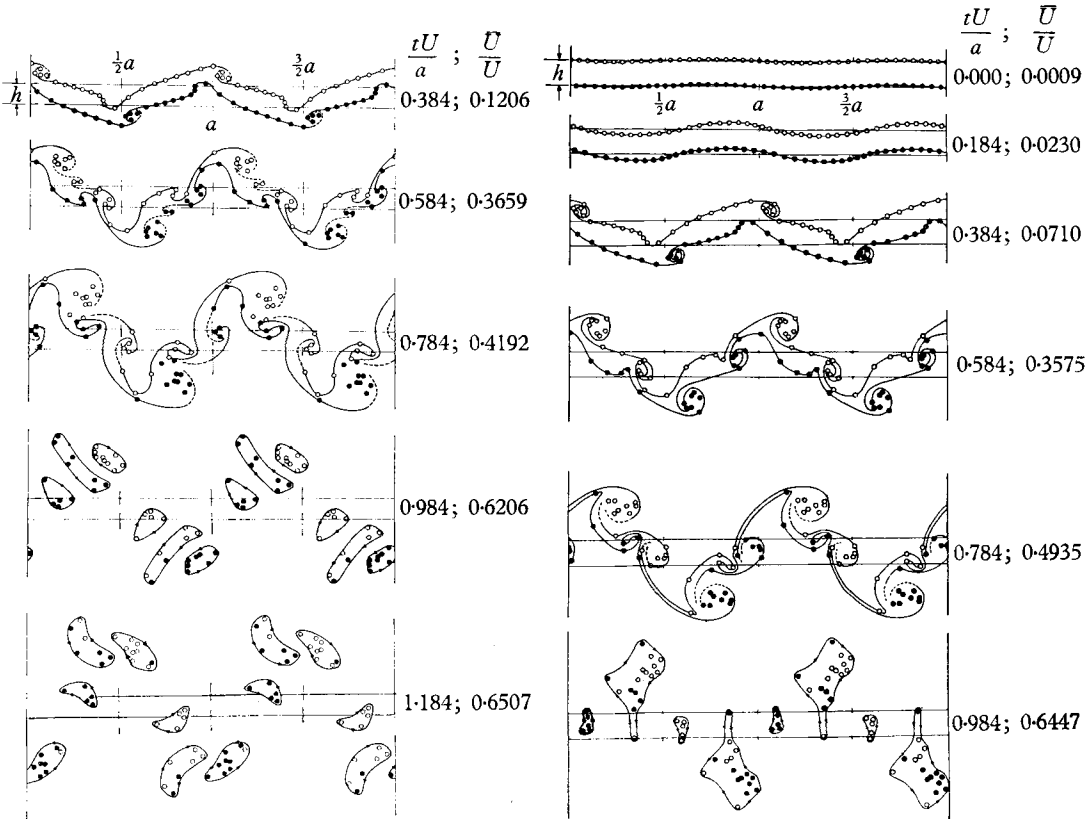 tU/a ; Ū/U
½a
3/2a
h
0·384; 0·1206
a
0·584; 0·3659
0·784; 0·4192
0·984; 0·6206
1·184; 0·6507
tU/a ; Ū/U
h
0·000; 0·0009
½a
a
3/2a
0·184; 0·0230
0·384; 0·0710
0·584; 0·3575
0·784; 0·4935
0·984; 0·6447